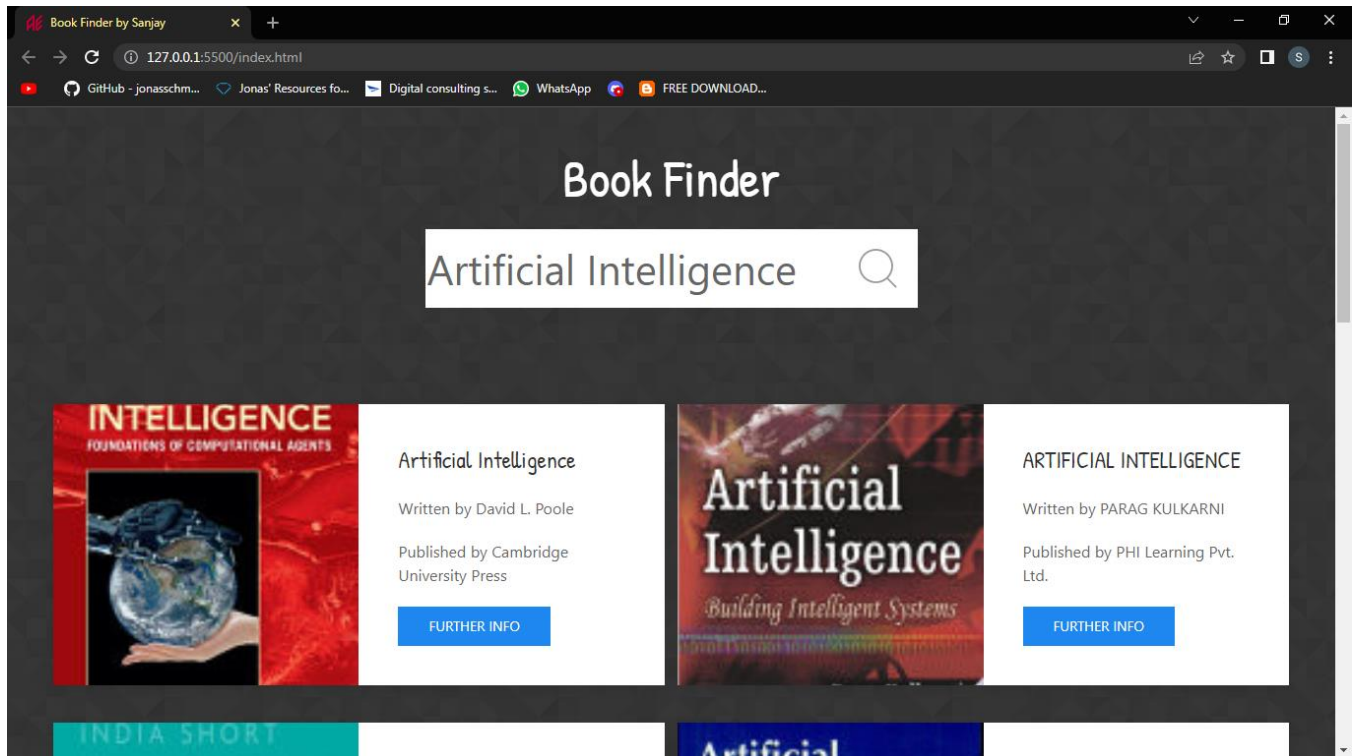 Book Finder by Sanjay
127.0.0.1:5500/index.html
S
GitHub - jonasschm...
Jonas' Resources fo...
Digital consulting s...
WhatsApp
FREE DOWNLOAD...
Book Finder
Artificial Intelligence
INTELLIGENCE
FOUNDATIONS OF COMPUTATIONAL AGENTS
Artificial Intelligence
Written by David L. Poole
Published by Cambridge
University Press
FURTHER INFO
Artificial
Intelligence
Building Intelligent Systems
ARTIFICIAL INTELLIGENCE
Written by PARAG KULKARNI
Published by PHI Learning Pvt.
Ltd.
FURTHER INFO
INDIA SHORT
Artificial